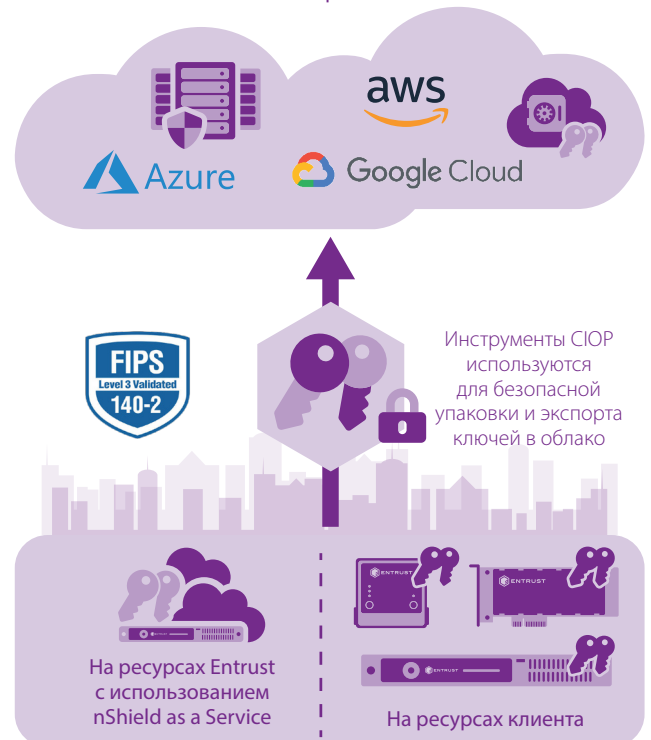 aws
Azure
Google Cloud
FIPS
Level 3 Validated
140-2
Инструменты CIOP
используются
для безопасной
упаковки и экспорта
ключей в облако
ENTRUST
ENTRUST
ENTRUST
ENTRUST
На ресурсах Entrust
с использованием
nShield as a Service
На ресурсах клиента